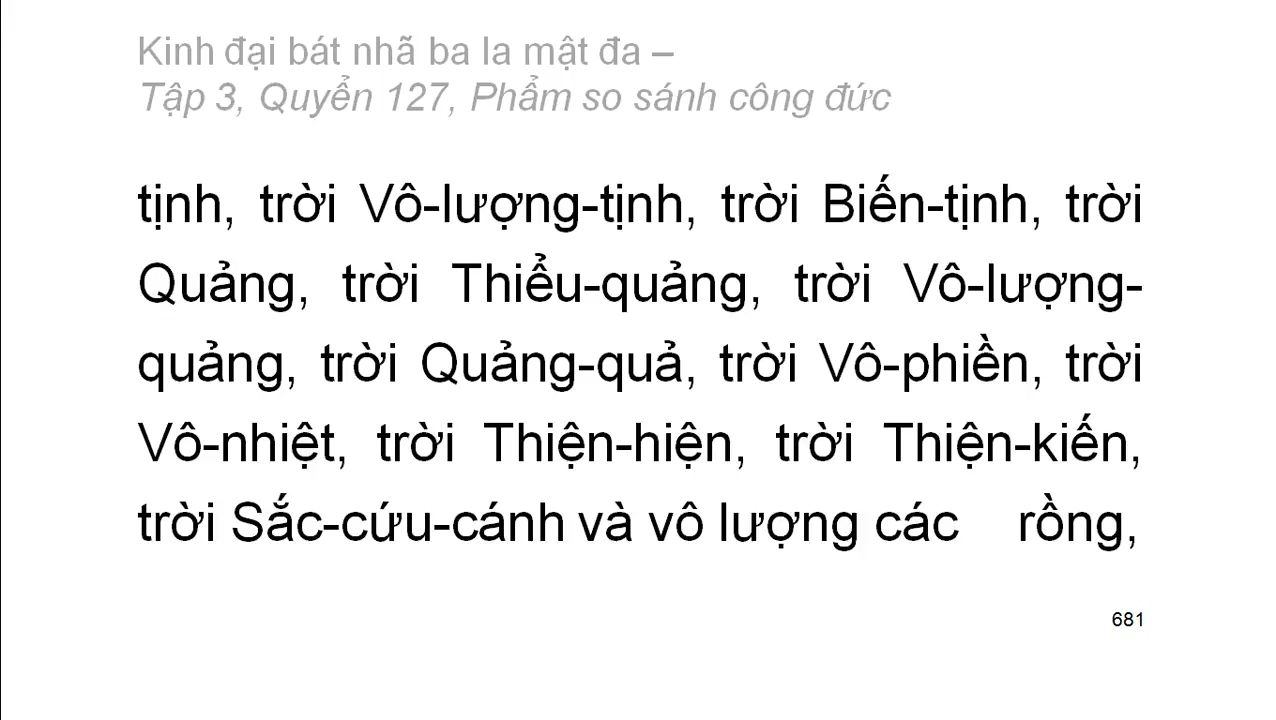 Kinh đại bát nhã ba la mật đa –
Tập 3, Quyển 127, Phẩm so sánh công đức
tịnh, trời Vô-lượng-tịnh, trời Biến-tịnh, trời
Quảng, trời Thiểu-quảng, trời Vô-lượng-
quảng, trời Quảng-quả, trời Vô-phiền, trời
Vô-nhiệt, trời Thiện-hiện, trời Thiện-kiến,
trời Sắc-cứu-cánh và vô lượng các rồng,
681